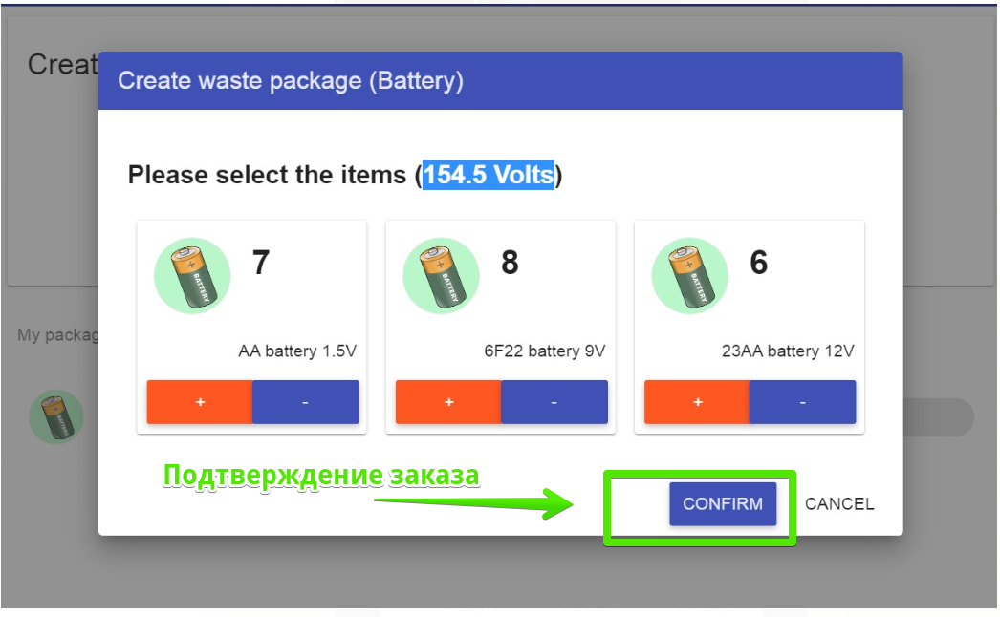 Creat
Create waste package (Battery)
Please select the items (154.5 Volts)
7
8
6
BATTERY
BATTERY
BATTERY
My packag
AA battery 1.5V
6F22 battery 9V
23AA battery 12V
+ -
+ -
+ -
BATTERY
Подтверждение заказа
CONFIRM
CANCEL